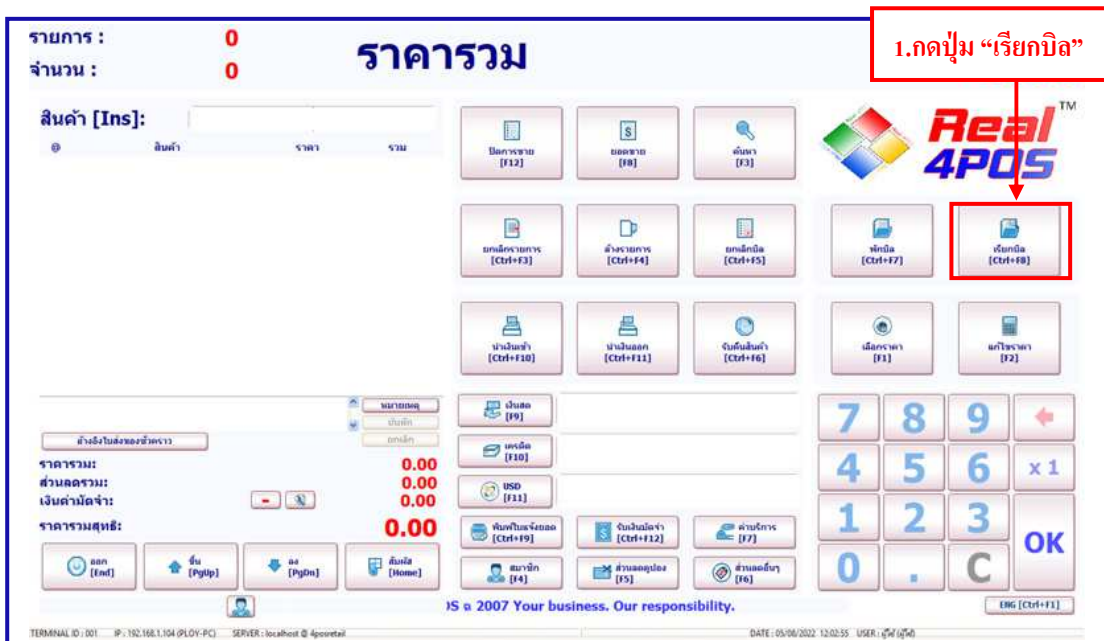 รายการ : 0
จำนวน : 0
ราคารวม
1.กดปุ่ม “เรียกบิล”
สินค้า [Ins]:
@ สินค้า ราคา รวม
ปิดการขาย
[F12]
ยอดขาย
[F8]
ค้นหา
[F3]
Real
4POS
TM
ยกเลิกรายการ
[Ctrl+F3]
ล้างรายการ
[Ctrl+F4]
ยกเลิกบิล
[Ctrl+F5]
พักบิล
[Ctrl+F7]
เรียกบิล
[Ctrl+F8]
นำเงินเข้า
[Ctrl+F10]
นำเงินออก
[Ctrl+F11]
รับคืนสินค้า
[Ctrl+F6]
เลือกราคา
[F1]
แก้ไขราคา
[F2]
หมายเหตุ
บันทึก
ยกเลิก
อ้างอิงใบส่งของชั่วคราว
ราคารวม: 0.00
ส่วนลดรวม: 0.00
เงินค่ามัดจำ: - 0.00
ราคารวมสุทธิ: 0.00
เงินสด
[F9]
เครดิต
[F10]
USD
[F11]
7 8 9
4 5 6 x 1
1 2 3 OK
0 . C
พิมพ์ใบแจ้งยอด
[Ctrl+F9]
รับเงินมัดจำ
[Ctrl+F12]
ค่าบริการ
[F7]
ออก
[End]
ขึ้น
[PgUp]
ลง
[PgDn]
สัมผัส
[Home]
สมาชิก
[F4]
ส่วนลดคูปอง
[F5]
ส่วนลดอื่นๆ
[F6]
OS ฅ 2007 Your business. Our responsibility.
ENG [Ctrl+F1]
TERMINAL ID : 001 IP : 192.168.1.104 (PLOY-PC) SERVER : localhost @ 4posretail DATE : 05/08/2022 12:02:55 USER :